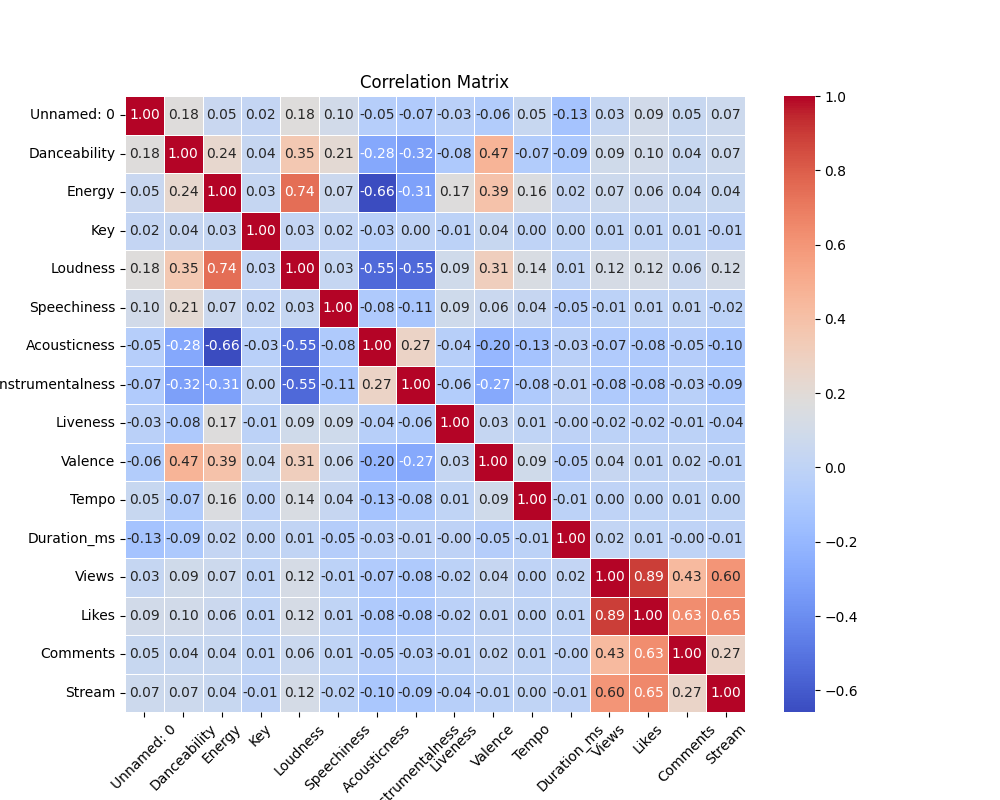 Correlation Matrix
Unnamed: 0 1.00 0.18 0.05 0.02 0.18 0.10 -0.05 -0.07 -0.03 -0.06 0.05 -0.13 0.03 0.09 0.05 0.07
Danceability 0.18 1.00 0.24 0.04 0.35 0.21 -0.28 -0.32 -0.08 0.47 -0.07 -0.09 0.09 0.10 0.04 0.07
Energy 0.05 0.24 1.00 0.03 0.74 0.07 -0.66 -0.31 0.17 0.39 0.16 0.02 0.07 0.06 0.04 0.04
Key 0.02 0.04 0.03 1.00 0.03 0.02 -0.03 0.00 -0.01 0.04 0.00 0.00 0.01 0.01 0.01 -0.01
Loudness 0.18 0.35 0.74 0.03 1.00 0.03 -0.55 -0.55 0.09 0.31 0.14 0.01 0.12 0.12 0.06 0.12
Speechiness 0.10 0.21 0.07 0.02 0.03 1.00 -0.08 -0.11 0.09 0.06 0.04 -0.05 -0.01 0.01 0.01 -0.02
Acousticness -0.05 -0.28 -0.66 -0.03 -0.55 -0.08 1.00 0.27 -0.04 -0.20 -0.13 -0.03 -0.07 -0.08 -0.05 -0.10
nstrumentalness -0.07 -0.32 -0.31 0.00 -0.55 -0.11 0.27 1.00 -0.06 -0.27 -0.08 -0.01 -0.08 -0.08 -0.03 -0.09
Liveness -0.03 -0.08 0.17 -0.01 0.09 0.09 -0.04 -0.06 1.00 0.03 0.01 -0.00 -0.02 -0.02 -0.01 -0.04
Valence -0.06 0.47 0.39 0.04 0.31 0.06 -0.20 -0.27 0.03 1.00 0.09 -0.05 0.04 0.01 0.02 -0.01
Tempo 0.05 -0.07 0.16 0.00 0.14 0.04 -0.13 -0.08 0.01 0.09 1.00 -0.01 0.00 0.00 0.01 0.00
Duration_ms -0.13 -0.09 0.02 0.00 0.01 -0.05 -0.03 -0.01 -0.00 -0.05 -0.01 1.00 0.02 0.01 -0.00 -0.01
Views 0.03 0.09 0.07 0.01 0.12 -0.01 -0.07 -0.08 -0.02 0.04 0.00 0.02 1.00 0.89 0.43 0.60
Likes 0.09 0.10 0.06 0.01 0.12 0.01 -0.08 -0.08 -0.02 0.01 0.00 0.01 0.89 1.00 0.63 0.65
Comments 0.05 0.04 0.04 0.01 0.06 0.01 -0.05 -0.03 -0.01 0.02 0.01 -0.00 0.43 0.63 1.00 0.27
Stream 0.07 0.07 0.04 -0.01 0.12 -0.02 -0.10 -0.09 -0.04 -0.01 0.00 -0.01 0.60 0.65 0.27 1.00
Unnamed: 0 Danceability Energy Key Loudness Speechiness Acousticness strumentalness Liveness Valence Tempo Duration_ms Views Likes Comments Stream
1.0
0.8
0.6
0.4
0.2
0.0
−0.2
−0.4
−0.6